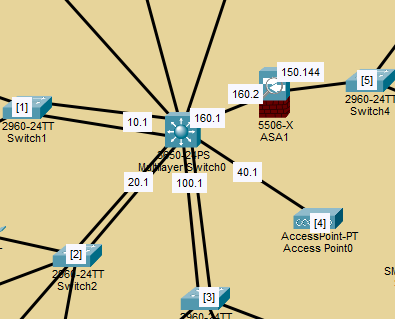 150.144
[5]
160.2
2960-24TT
Switch4
5506-X
ASA1
[1]
2960-24TT
Switch1
10.1
160.1
3650-24PS
Multilayer Switch0
20.1
100.1
40.1
[4]
AccessPoint-PT
Access Point0
[2]
2960-24TT
Switch2
[3]
2960-24TT